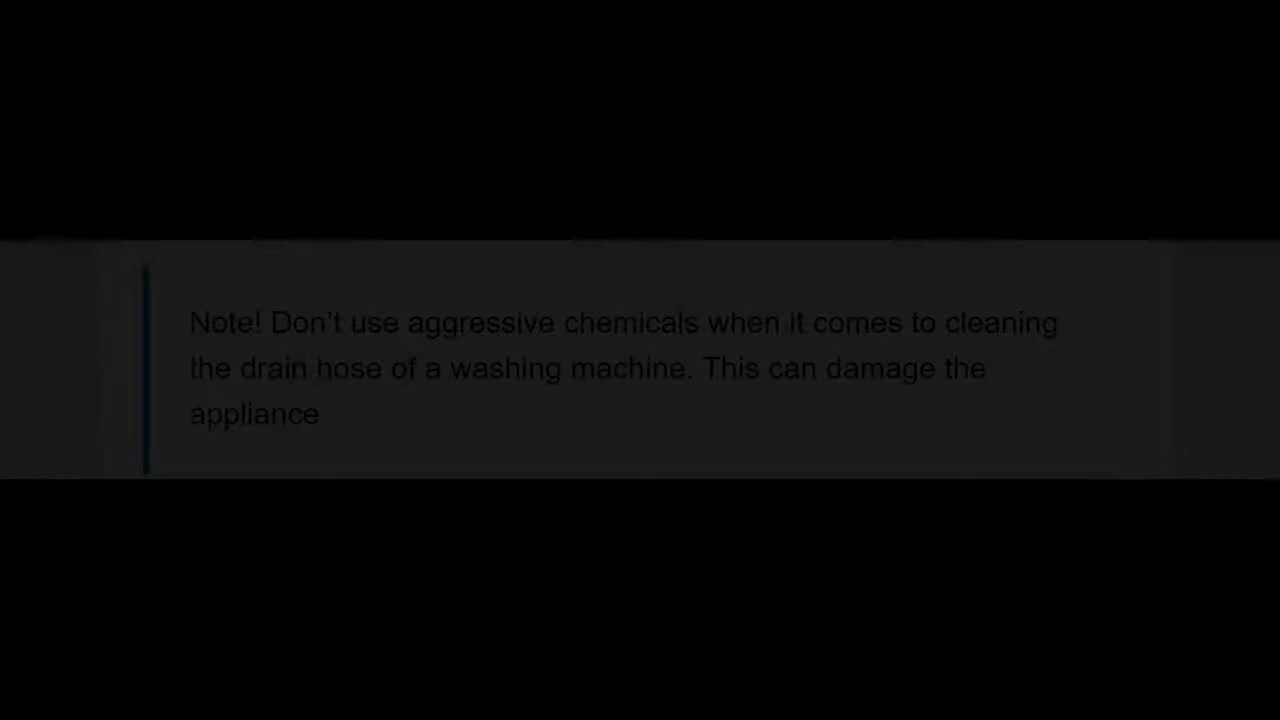 Note! Don't use aggressive chemicals when it comes to cleaning
the drain hose of a washing machine. This can damage the
appliance